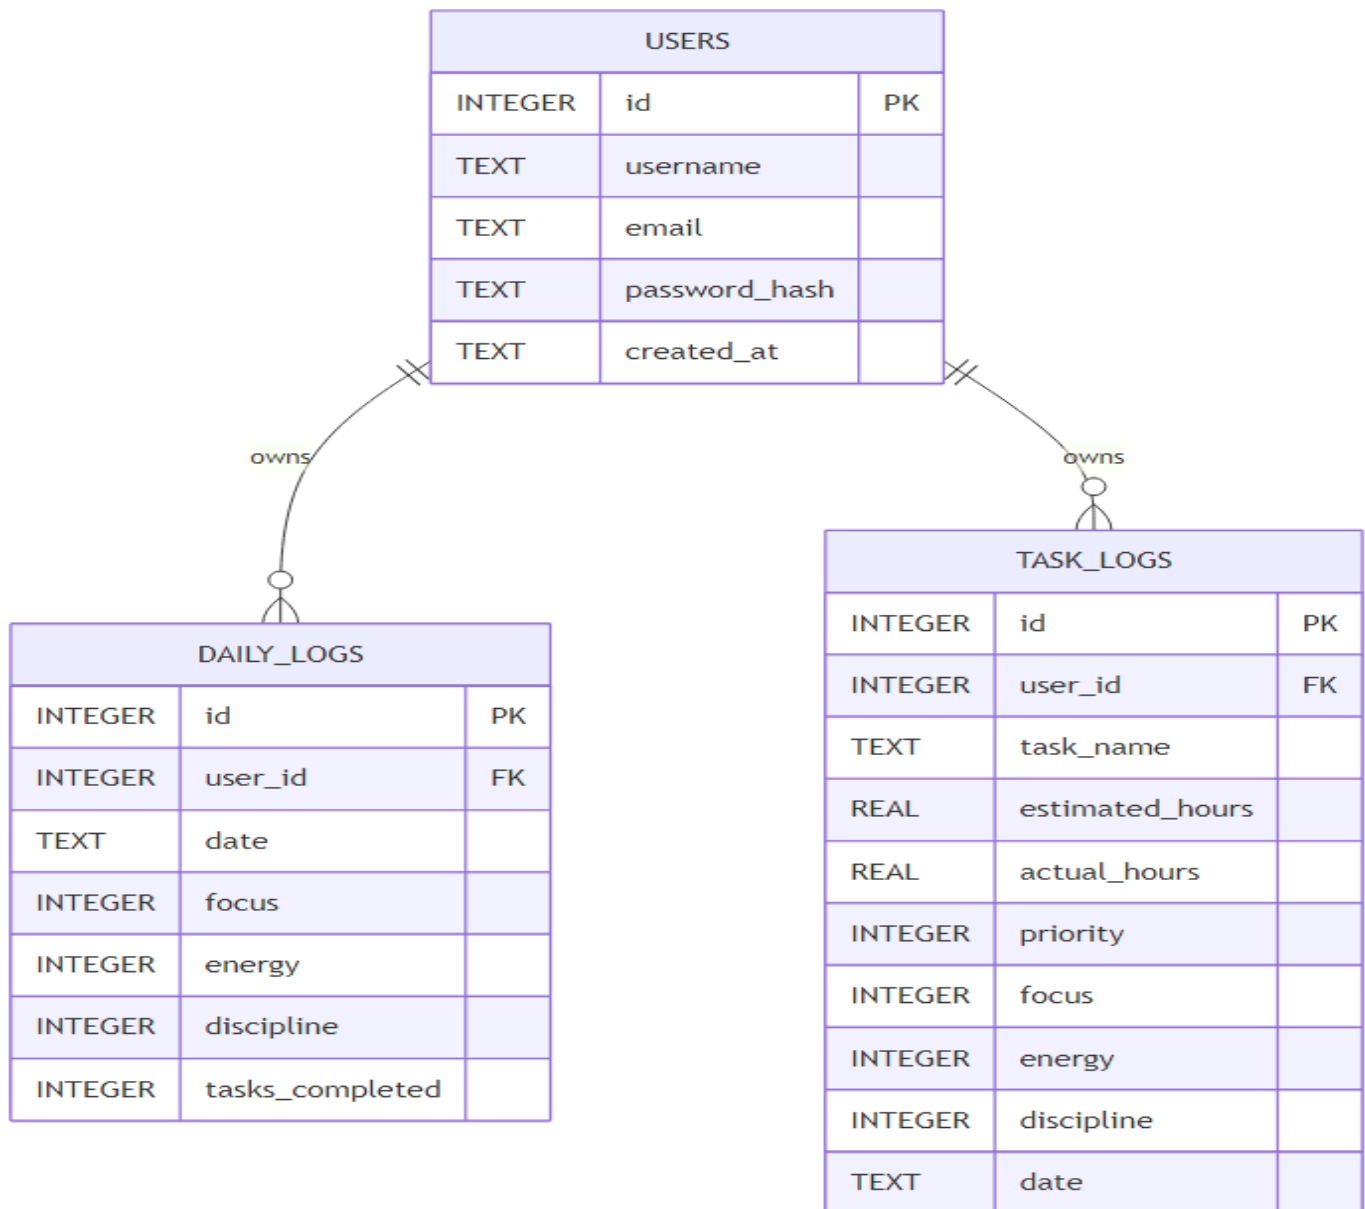 USERS
INTEGER id PK
TEXT username
TEXT email
TEXT password_hash
TEXT created_at
owns
owns
DAILY_LOGS
INTEGER id PK
INTEGER user_id FK
TEXT date
INTEGER focus
INTEGER energy
INTEGER discipline
INTEGER tasks_completed
TASK_LOGS
INTEGER id PK
INTEGER user_id FK
TEXT task_name
REAL estimated_hours
REAL actual_hours
INTEGER priority
INTEGER focus
INTEGER energy
INTEGER discipline
TEXT date